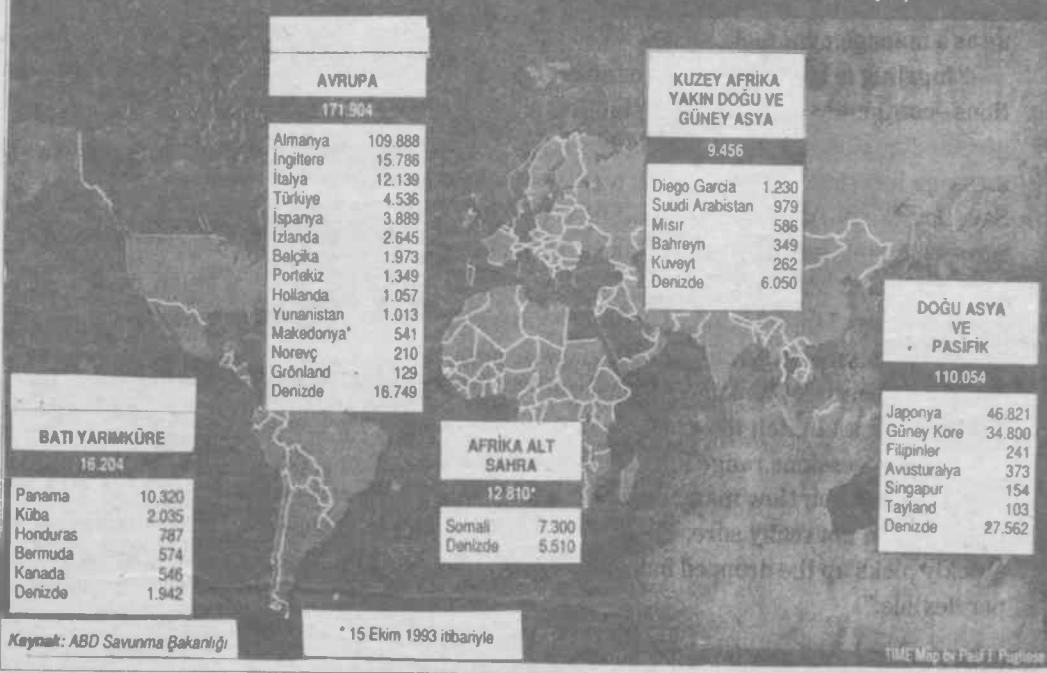 AVRUPA
171.904
Almanya 109.888
İngiltere 15.786
İtalya 12.139
Türkiye 4.536
İspanya 3.889
İzlanda 2.645
Belçika 1.973
Portekiz 1.349
Hollanda 1.057
Yunanistan 1.013
Makedonya* 541
Norevç 210
Grönland 129
Denizde 16.749
KUZEY AFRİKA
YAKIN DOĞU VE
GÜNEY ASYA
9.456
Diego Garcia 1.230
Suudi Arabistan 979
Mısır 586
Bahreyn 349
Kuveyt 262
Denizde 6.050
DOĞU ASYA
VE
PASİFİK
110.054
Japonya 46.821
Güney Kore 34.800
Filipinler 241
Avusturalya 373
Singapur 154
Tayland 103
Denizde 27.562
BATI YARIMKÜRE
16.204
Panama 10.320
Küba 2.035
Honduras 787
Bermuda 574
Kanada 546
Denizde 1.942
AFRİKA ALT
SAHRA
12.810*
Somali 7.300
Denizde 5.510
Kaynak: ABD Savunma Bakanlığı
* 15 Ekim 1993 itibariyle
TIME Map by Paul J. Pugliese